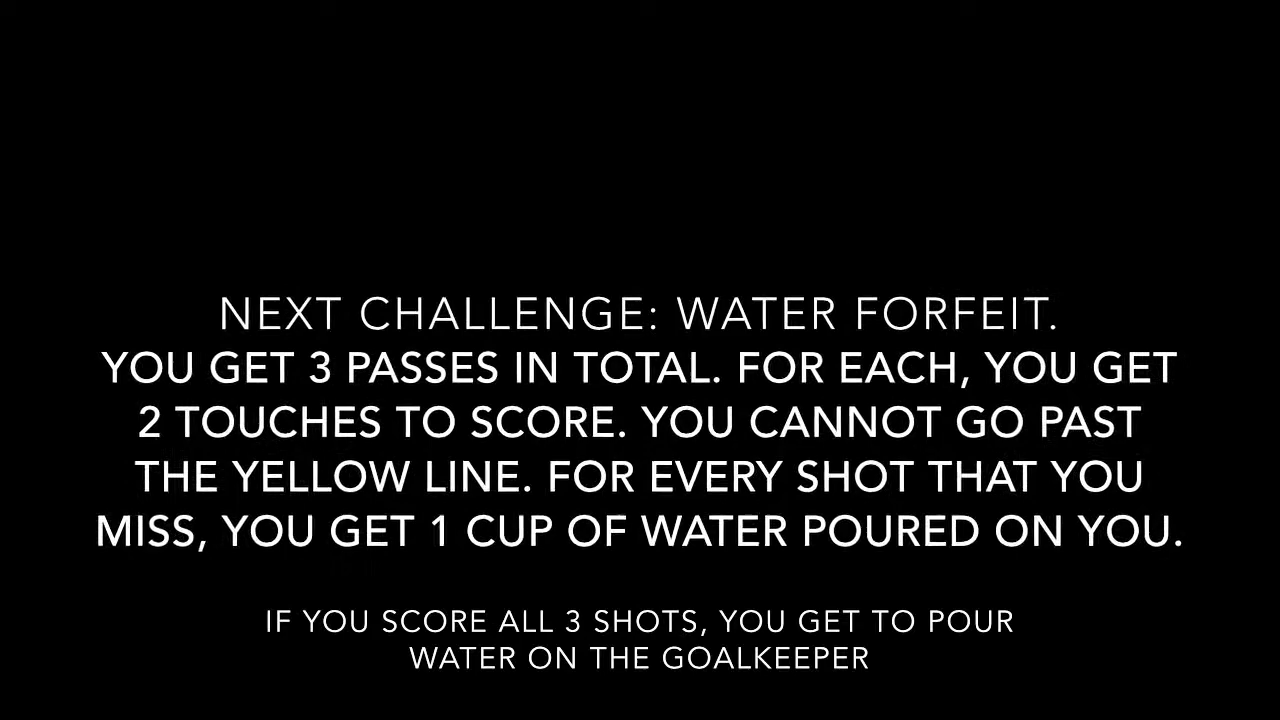 NEXT CHALLENGE: WATER FORFEIT.
YOU GET 3 PASSES IN TOTAL. FOR EACH, YOU GET
2 TOUCHES TO SCORE. YOU CANNOT GO PAST
THE YELLOW LINE. FOR EVERY SHOT THAT YOU
MISS, YOU GET 1 CUP OF WATER POURED ON YOU.
IF YOU SCORE ALL 3 SHOTS, YOU GET TO POUR
WATER ON THE GOALKEEPER